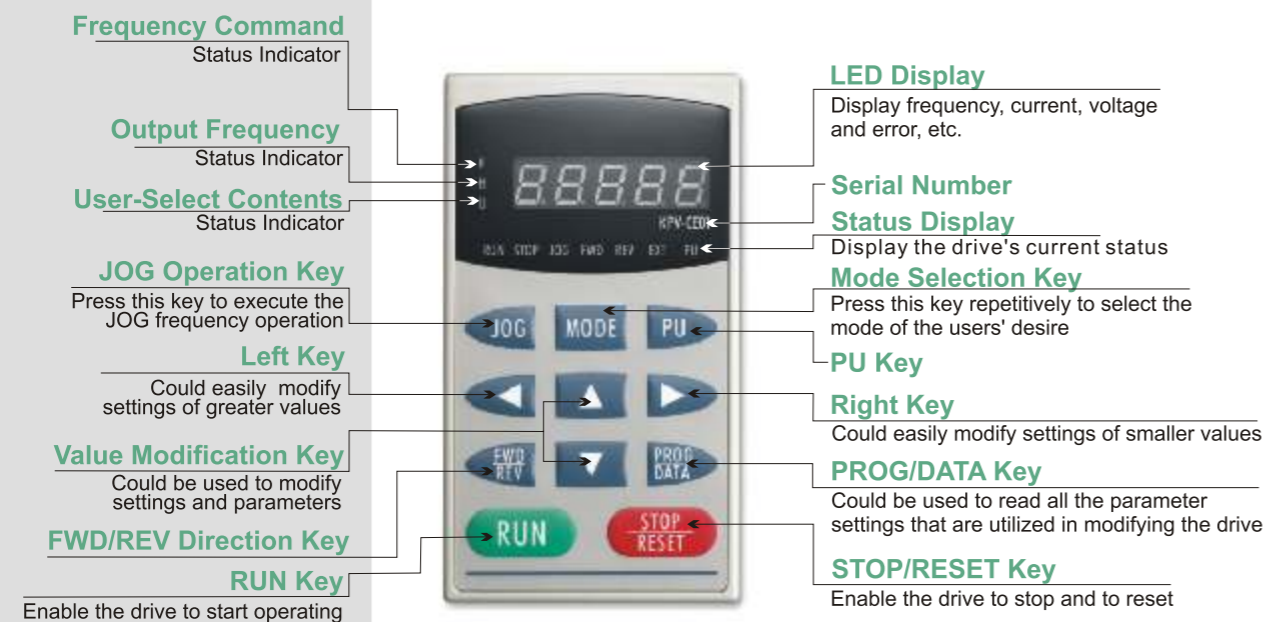 Frequency Command
Status Indicator
Output Frequency
Status Indicator
User-Select Contents
Status Indicator
JOG Operation Key
Press this key to execute the
JOG frequency operation
Left Key
Could easily modify
settings of greater values
Value Modification Key
Could be used to modify
settings and parameters
FWD/REV Direction Key
RUN Key
Enable the drive to start operating
F
H
U
88888
KPV-CE01
RUN STOP JOG FWD REV EXT PU
JOG MODE PU
FWD
REV
PROG
DATA
RUN
STOP
RESET
LED Display
Display frequency, current, voltage
and error, etc.
Serial Number
Status Display
Display the drive's current status
Mode Selection Key
Press this key repetitively to select the
mode of the users' desire
PU Key
Right Key
Could easily modify settings of smaller values
PROG/DATA Key
Could be used to read all the parameter
settings that are utilized in modifying the drive
STOP/RESET Key
Enable the drive to stop and to reset